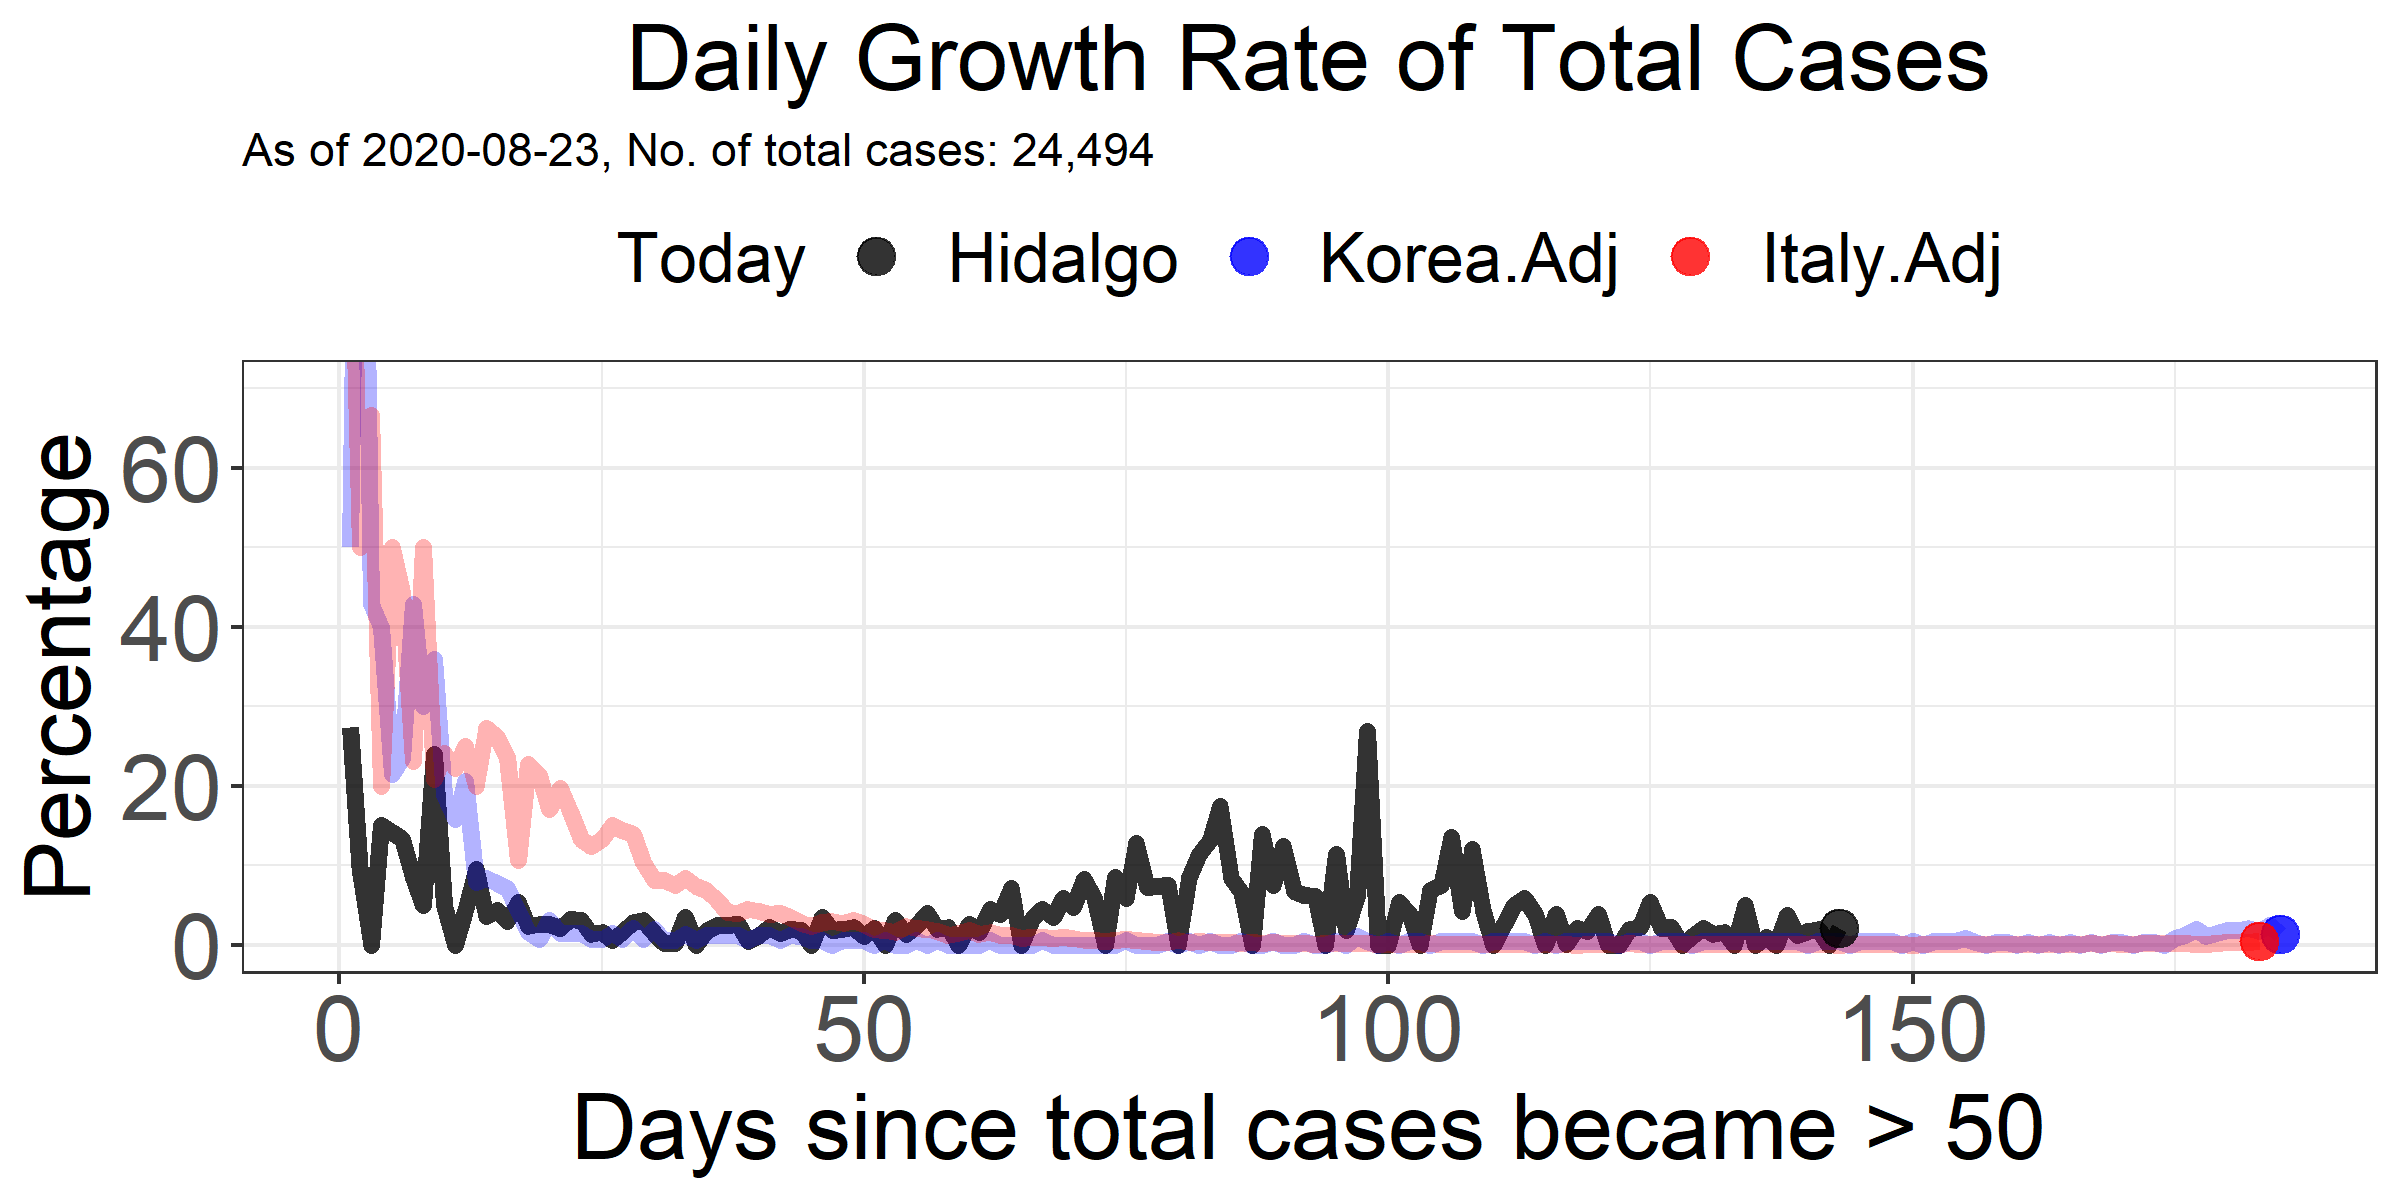 Daily Growth Rate of Total Cases
As of 2020-08-23, No. of total cases: 24,494
Today Hidalgo Korea.Adj Italy.Adj
Percentage
60
40
20
0
0 50 100 150
Days since total cases became > 50